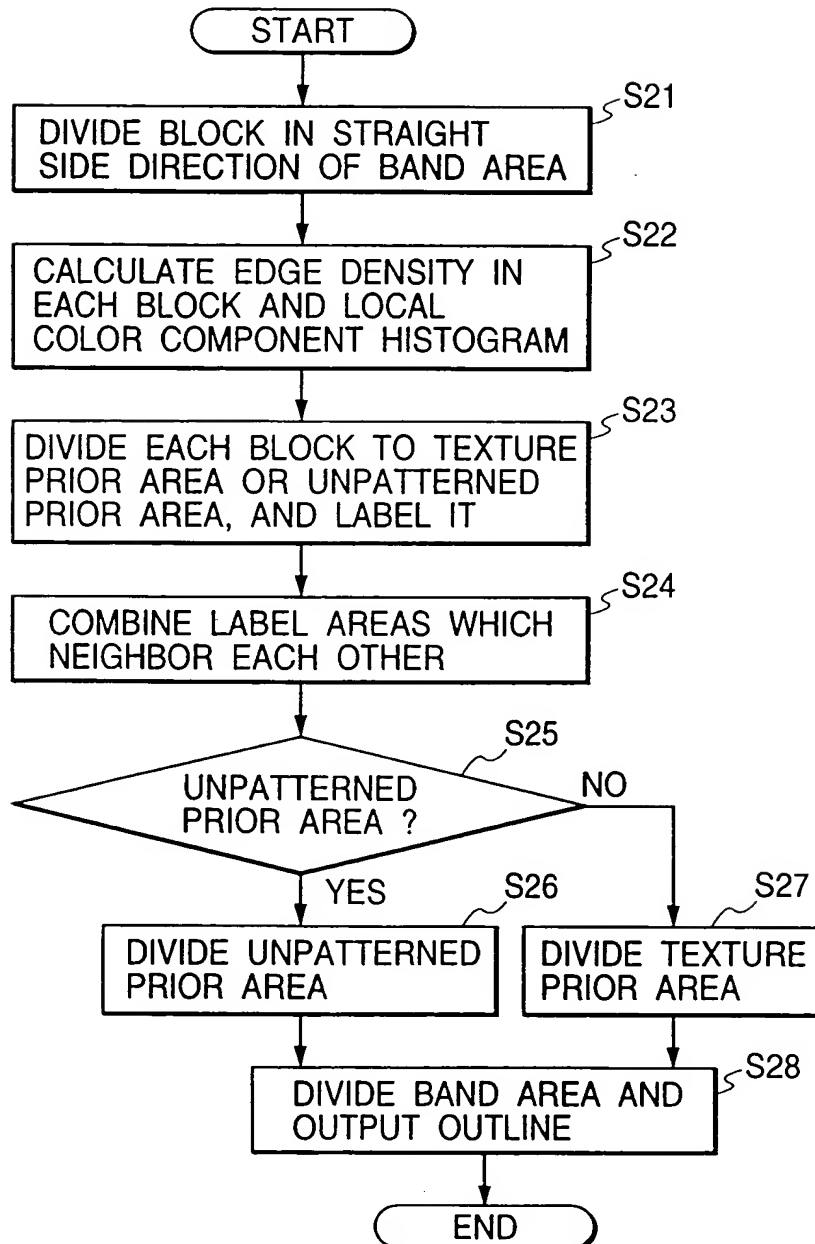 START
S21
DIVIDE BLOCK IN STRAIGHT
SIDE DIRECTION OF BAND AREA
S22
CALCULATE EDGE DENSITY IN
EACH BLOCK AND LOCAL
COLOR COMPONENT HISTOGRAM
S23
DIVIDE EACH BLOCK TO TEXTURE
PRIOR AREA OR UNPATTERNED
PRIOR AREA, AND LABEL IT
S24
COMBINE LABEL AREAS WHICH
NEIGHBOR EACH OTHER
S25
UNPATTERNED
PRIOR AREA ?
NO
YES
S26
DIVIDE UNPATTERNED
PRIOR AREA
S27
DIVIDE TEXTURE
PRIOR AREA
S28
DIVIDE BAND AREA AND
OUTPUT OUTLINE
END